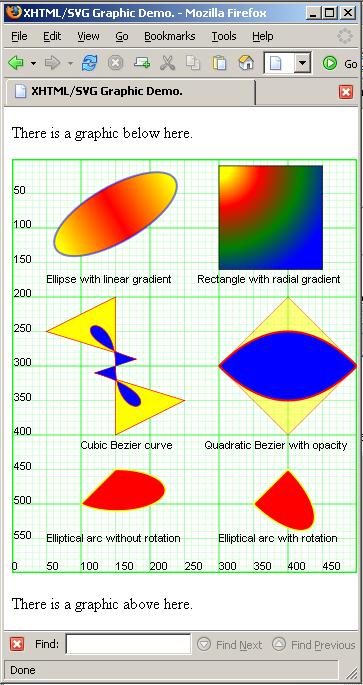 XHTML/SVG Graphic Demo. - Mozilla Firefox
File Edit View Go Bookmarks Tools Help
Go
XHTML/SVG Graphic Demo.
There is a graphic below here.
50
100
150
Ellipse with linear gradient Rectangle with radial gradient
200
250
300
350
400
Cubic Bezier curve Quadratic Bezier with opacity
450
500
550
Elliptical arc without rotation Elliptical arc with rotation
0 50 100 150 200 250 300 350 400 450
There is a graphic above here.
Find: Find Next Find Previous
Done